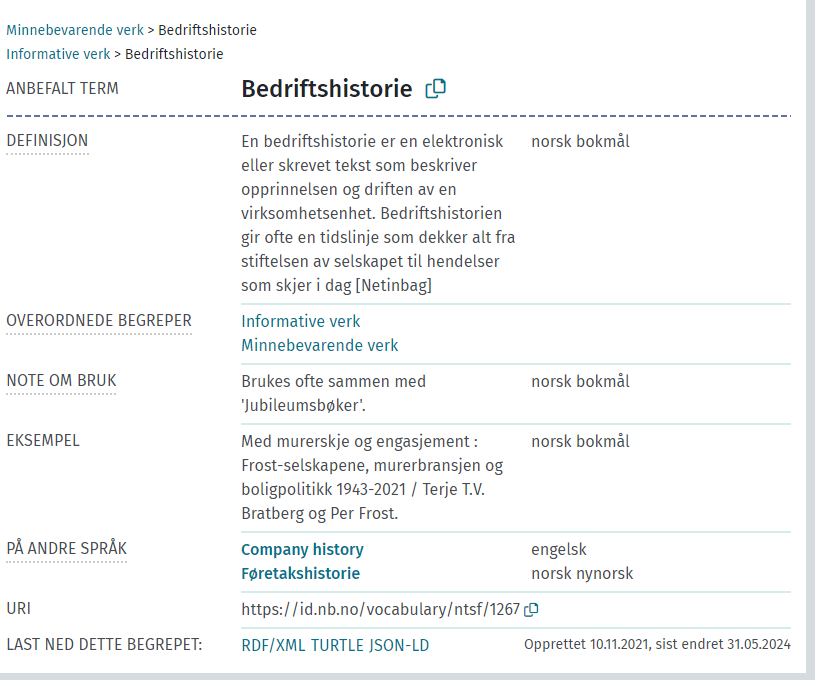 Minnebevarende verk > Bedriftshistorie
Informative verk > Bedriftshistorie
ANBEFALT TERM Bedriftshistorie
DEFINISJON En bedriftshistorie er en elektronisk norsk bokmål
eller skrevet tekst som beskriver
opprinnelsen og driften av en
virksomhetsenhet. Bedriftshistorien
gir ofte en tidslinje som dekker alt fra
stiftelsen av selskapet til hendelser
som skjer i dag [Netinbag]
OVERORDNEDE BEGREPER Informative verk
Minnebevarende verk
NOTE OM BRUK Brukes ofte sammen med norsk bokmål
'Jubileumsbøker'.
EKSEMPEL Med murerskje og engasjement : norsk bokmål
Frost-selskapene, murerbransjen og
boligpolitikk 1943-2021 / Terje T.V.
Bratberg og Per Frost.
PÅ ANDRE SPRÅK Company history engelsk
Føretakshistorie norsk nynorsk
URI https://id.nb.no/vocabulary/ntsf/1267
LAST NED DETTE BEGREPET: RDF/XML TURTLE JSON-LD Opprettet 10.11.2021, sist endret 31.05.2024